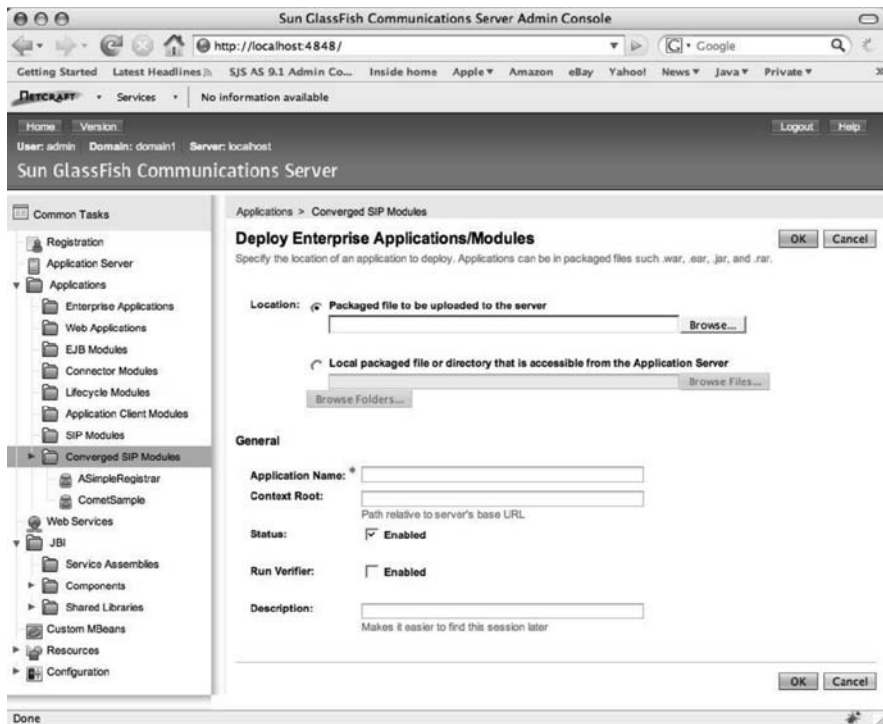 Sun GlassFish Communications Server Admin Console
http://localhost:4848/
G Google
Getting Started Latest Headlines SJS AS 9.1 Admin Co... Inside home Apple Amazon eBay Yahoo! News Java Private
NETCRAFT Services No information available
Home Version Logout Help
User: admin Domain: domain1 Server: localhost
Sun GlassFish Communications Server
Common Tasks
Registration
Application Server
Applications
Enterprise Applications
Web Applications
EJB Modules
Connector Modules
Lifecycle Modules
Application Client Modules
SIP Modules
Converged SIP Modules
ASimpleRegistrar
CometSample
Web Services
JBI
Service Assemblies
Components
Shared Libraries
Custom MBeans
Resources
Configuration
Applications > Converged SIP Modules
Deploy Enterprise Applications/Modules
OK Cancel
Specify the location of an application to deploy. Applications can be in packaged files such .war, .ear, .jar, and .rar.
Location: Packaged file to be uploaded to the server
Browse...
Local packaged file or directory that is accessible from the Application Server
Browse Files...
Browse Folders...
General
Application Name: *
Context Root:
Path relative to server's base URL
Status: Enabled
Run Verifier: Enabled
Description:
Makes it easier to find this session later
OK Cancel
Done